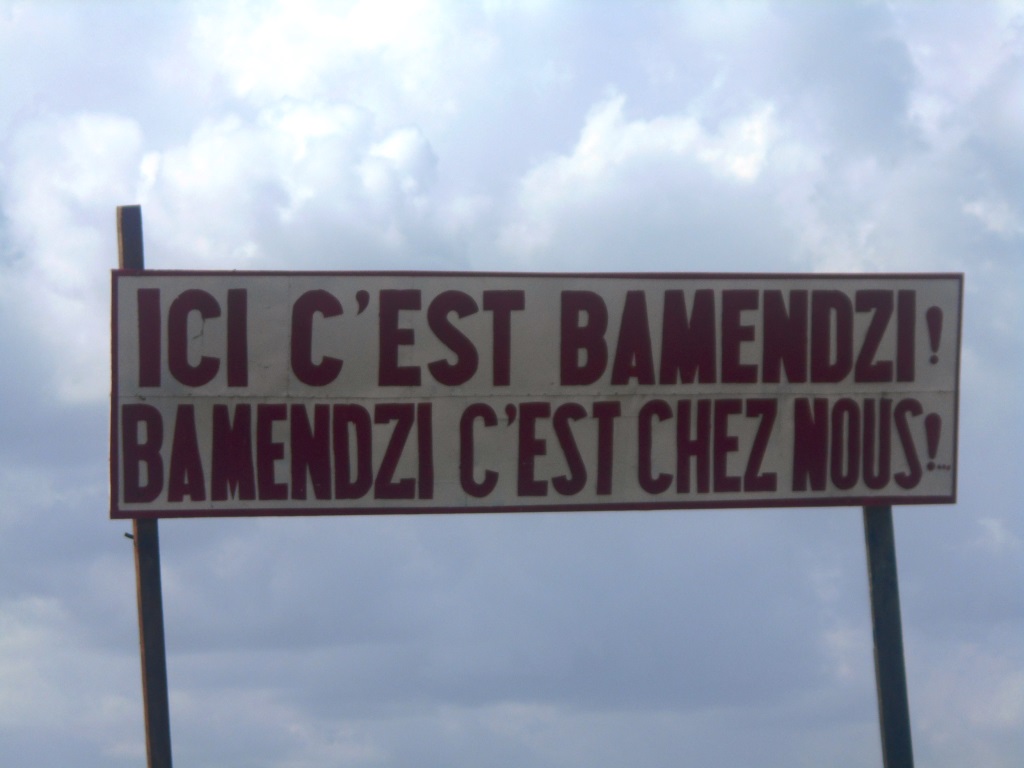 ICI C'EST BAMENDZI !
BAMENDZI C'EST CHEZ NOUS !...